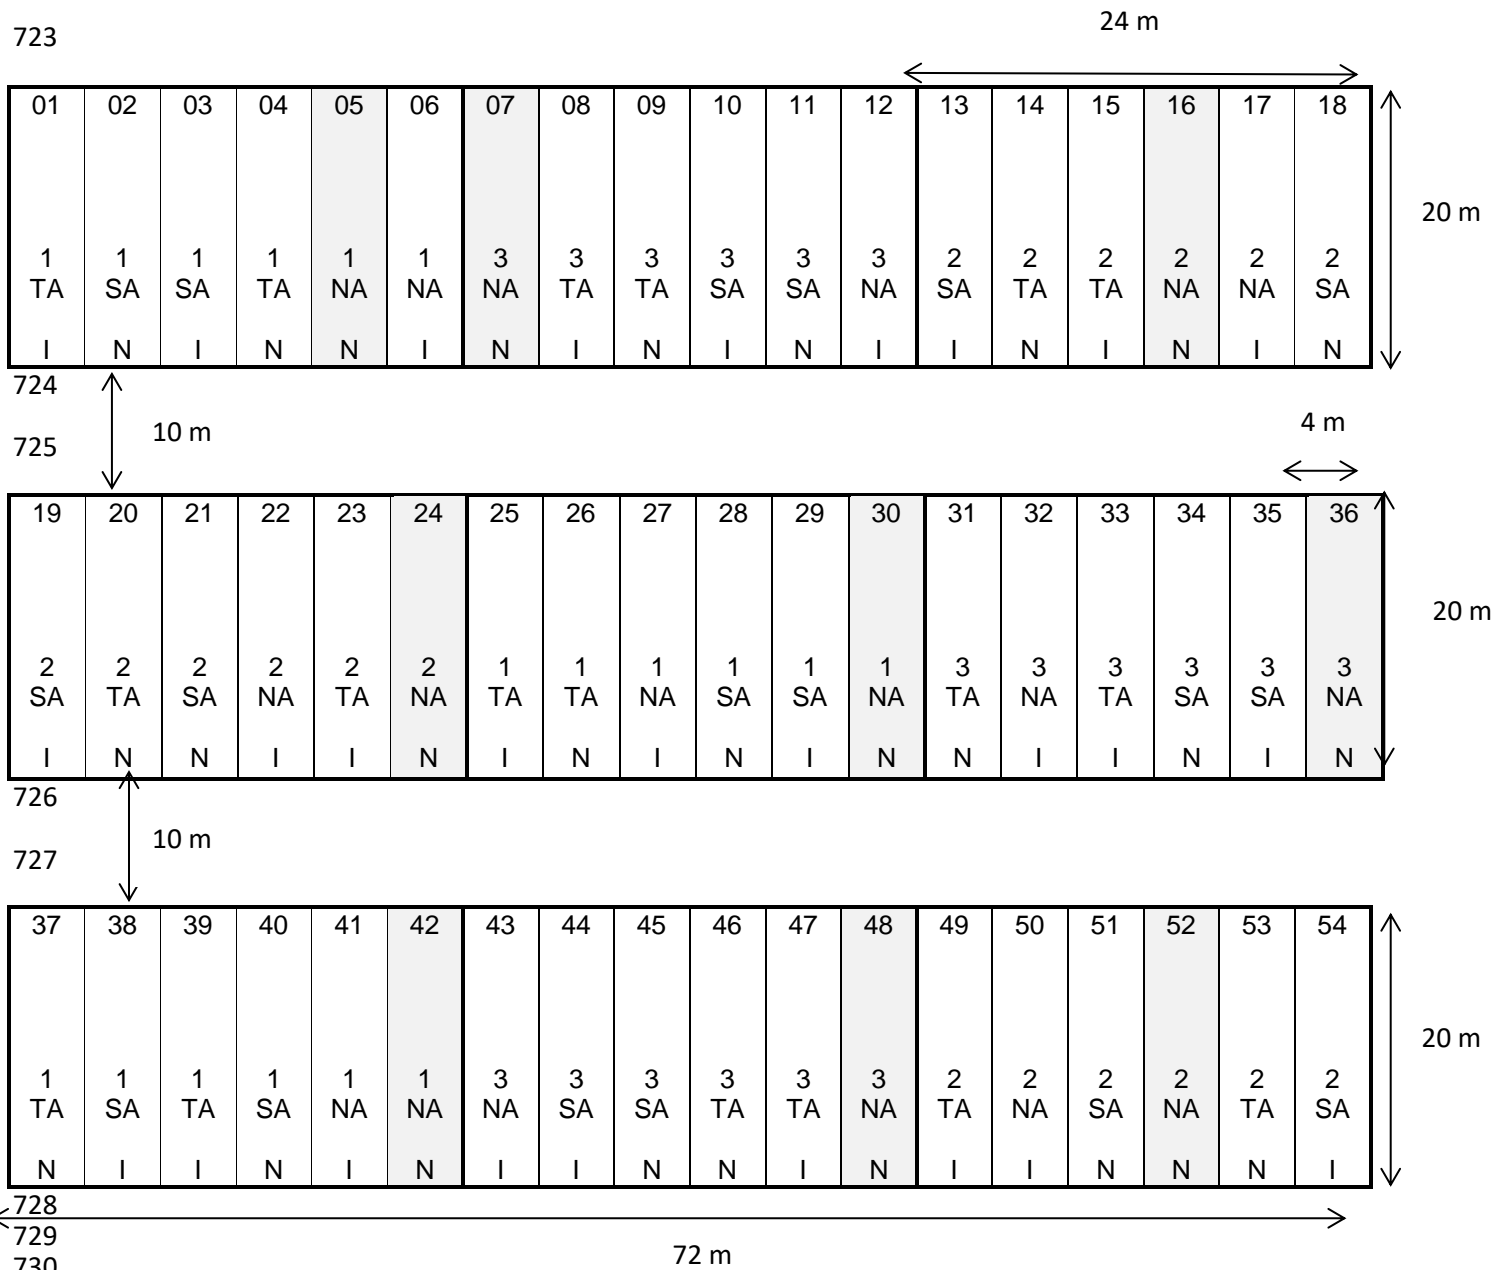 24 m
723
01 02 03 04 05 06 07 08 09 10 11 12 13 14 15 16 17 18
20 m
1 1 1 1 1 1 3 3 3 3 3 3 2 2 2 2 2 2
TA SA SA TA NA NA NA TA TA SA SA NA SA TA TA NA NA SA
I N I N N I N I N I N I I N I N I N
724
4 m
725 10 m
19 20 21 22 23 24 25 26 27 28 29 30 31 32 33 34 35 36
20 m
2 2 2 2 2 2 1 1 1 1 1 1 3 3 3 3 3 3
SA TA SA NA TA NA TA TA NA SA SA NA TA NA TA SA SA NA
I N N I I N I N I N I N N I I N I N
726
10 m
727
37 38 39 40 41 42 43 44 45 46 47 48 49 50 51 52 53 54
20 m
1 1 1 1 1 1 3 3 3 3 3 3 2 2 2 2 2 2
TA SA TA SA NA NA NA SA SA TA TA NA TA NA SA NA TA SA
N I I N I N I I N N I N I I N N N I
728
729
72 m
730